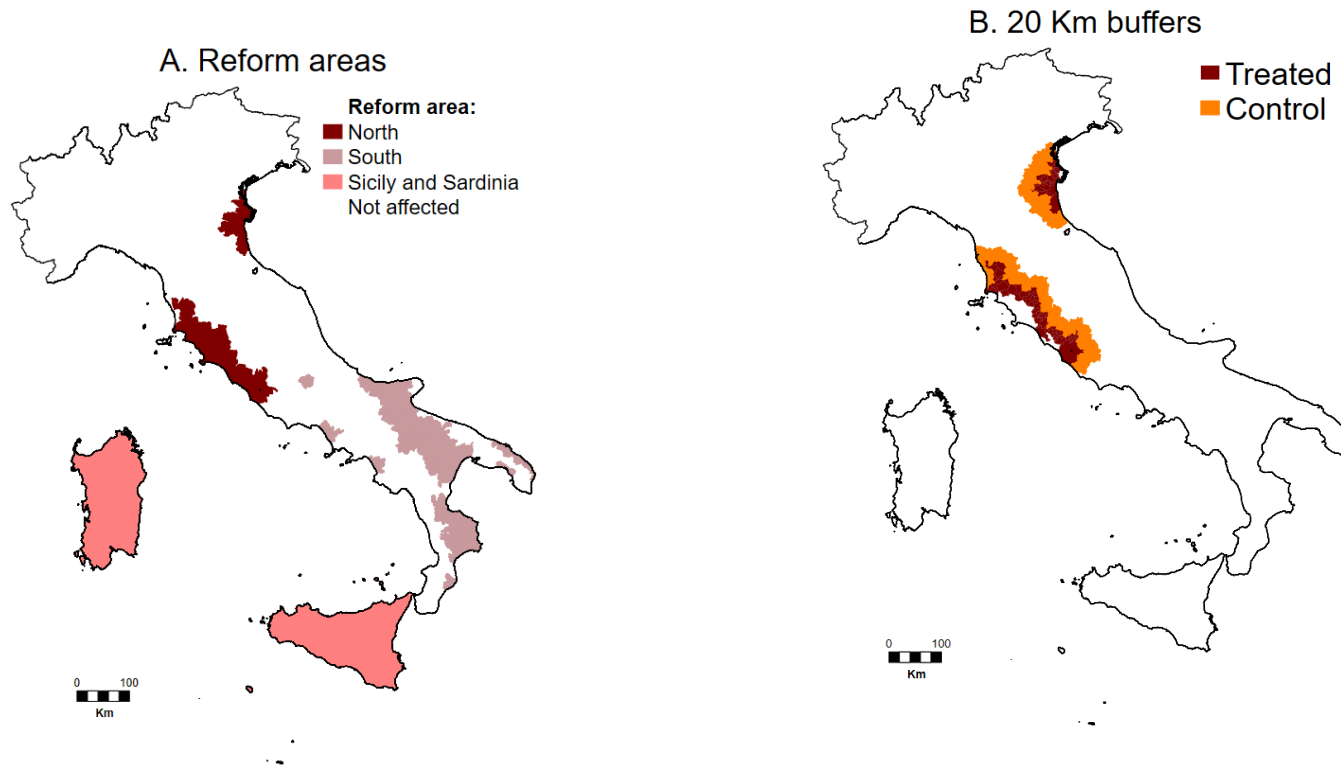 A. Reform areas
Reform area:
North
South
Sicily and Sardinia
Not affected
0 100
Km
B. 20 Km buffers
Treated
Control
0 100
Km